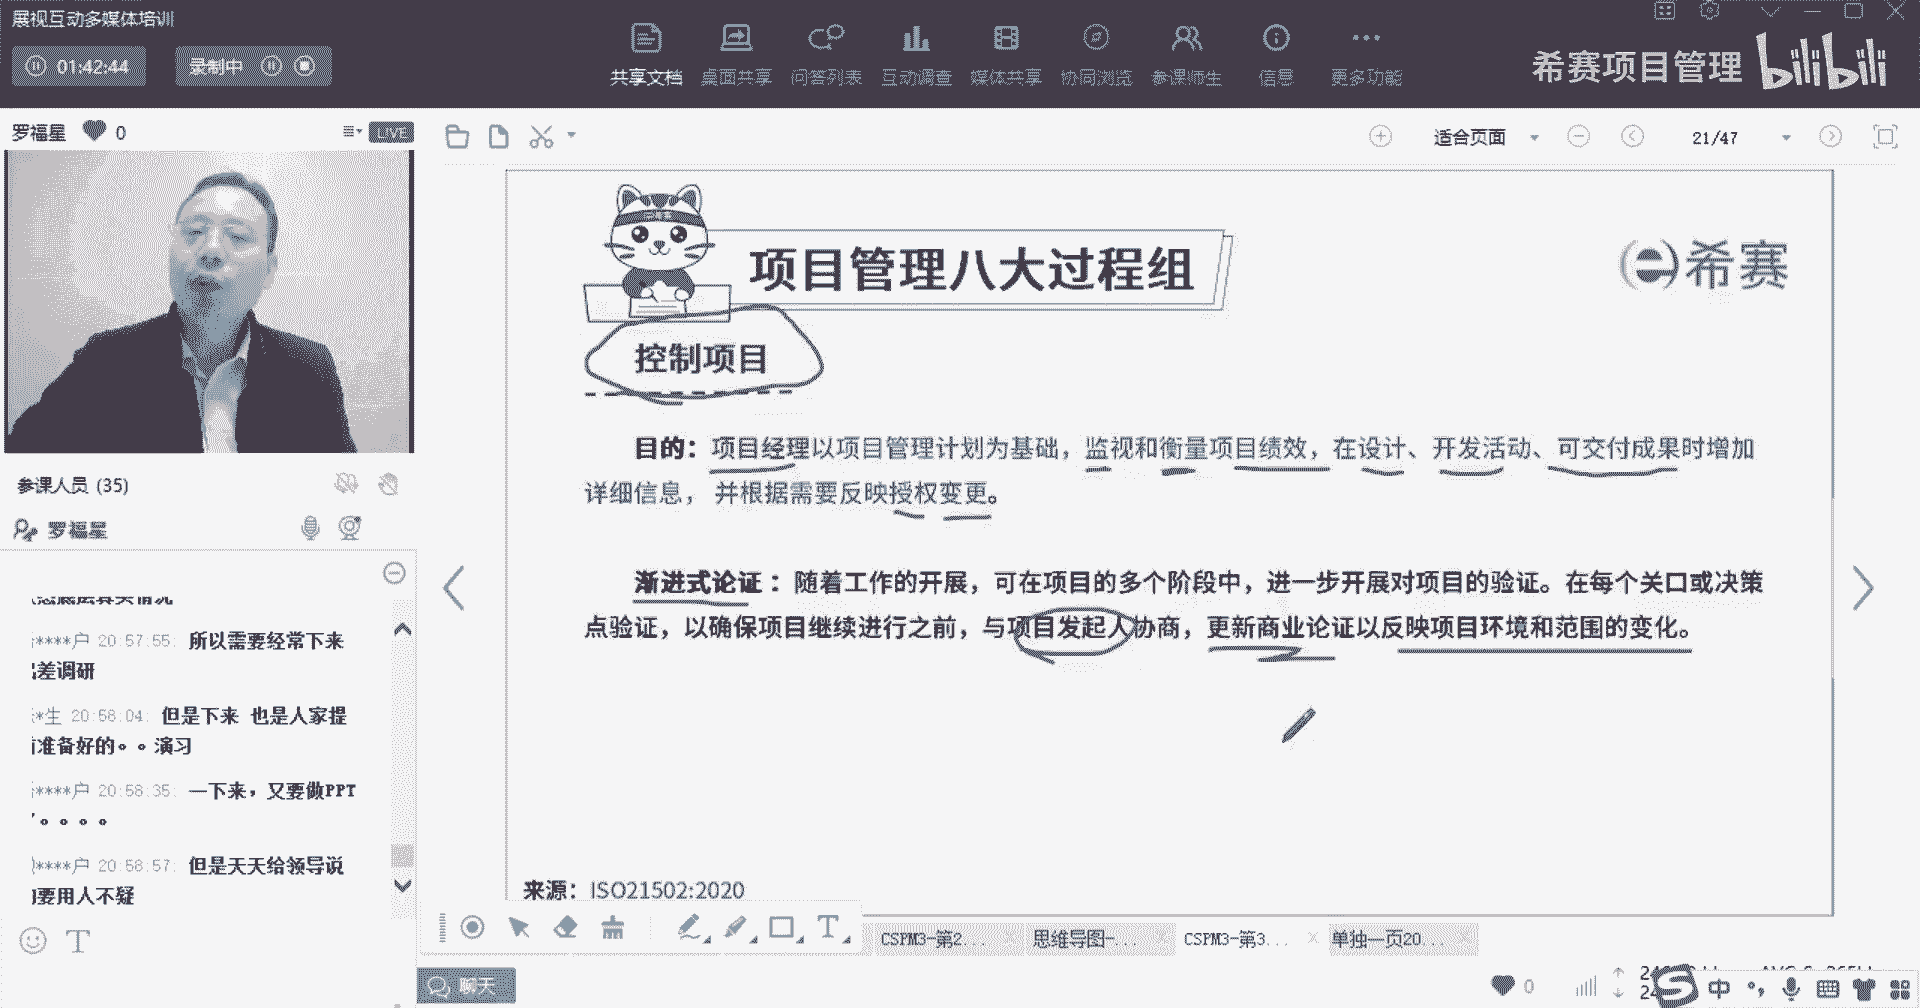 展视互动多媒体培训
01:42:44
录制中
共享文档
桌面共享
问答列表
互动调查
媒体共享
协同浏览
参课师生
信息
更多功能
希赛项目管理
bilibili
罗福星
0
LIVE
适合页面
21/47
项目管理八大过程组
希赛
控制项目
目的：项目经理以项目管理计划为基础，监视和衡量项目绩效，在设计、开发活动、可交付成果时增加
详细信息，并根据需要反映授权变更。
渐进式论证：随着工作的开展，可在项目的多个阶段中，进一步开展对项目的验证。在每个关口或决策
点验证，以确保项目继续进行之前，与项目发起人协商，更新商业论证以反映项目环境和范围的变化。
来源：ISO21502:2020
参课人员 (35)
罗福星
****户 20:57:55: 所以需要经常下来
差调研
*生 20:58:04: 但是下来 也是人家提
准备好的。。演习
****户 20:58:35: 一下来，又要做PPT
。。。。
****户 20:58:57: 但是天天给领导说
要用人不疑
T
T
CSPM3-第2...
思维导图-...
CSPM3-第3...
单独一页20...
聊天
0
中